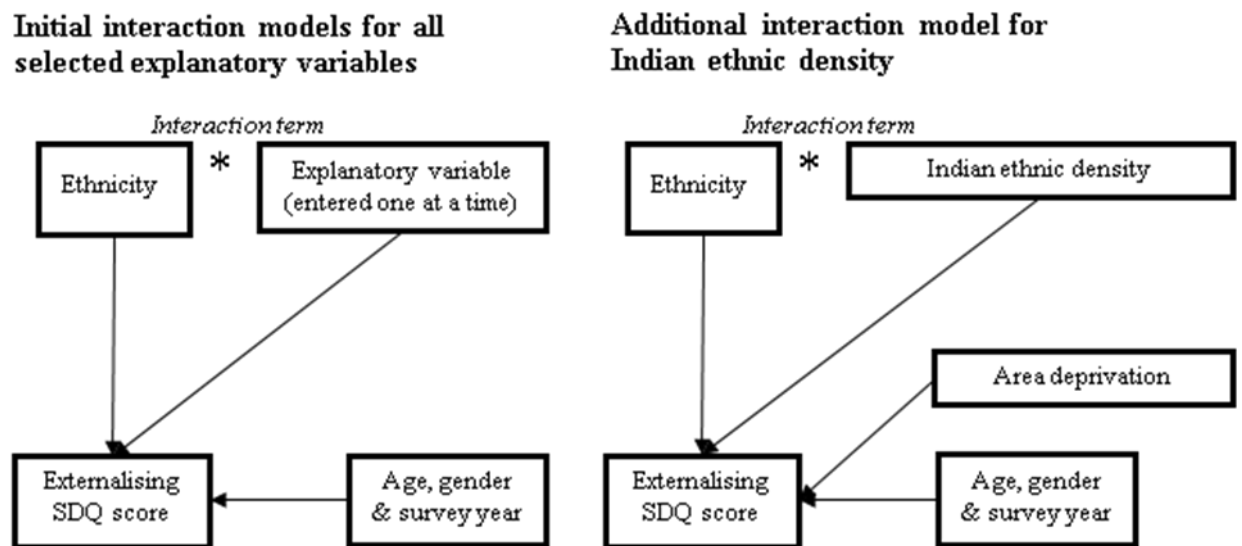 Initial interaction models for all
selected explanatory variables
Interaction term
Ethnicity
*
Explanatory variable
(entered one at a time)
Externalising
SDQ score
Age, gender
& survey year
Additional interaction model for
Indian ethnic density
Interaction term
Ethnicity
*
Indian ethnic density
Area deprivation
Externalising
SDQ score
Age, gender
& survey year